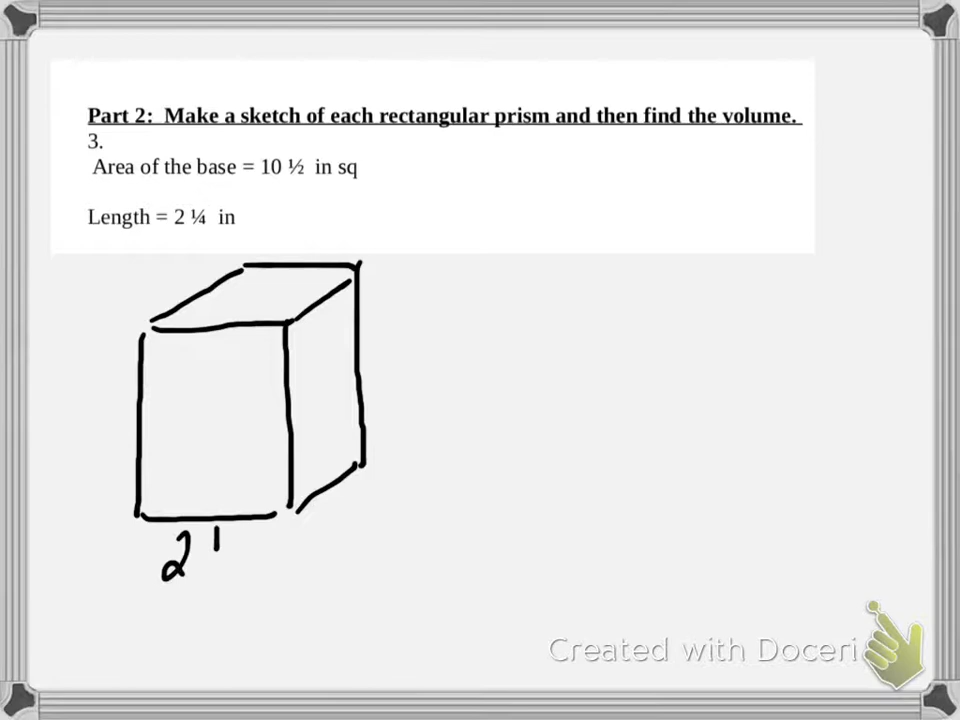 Part 2: Make a sketch of each rectangular prism and then find the volume.
3.
Area of the base = 10 ½ in sq
Length = 2 ¼ in
2 1
Created with Doceri